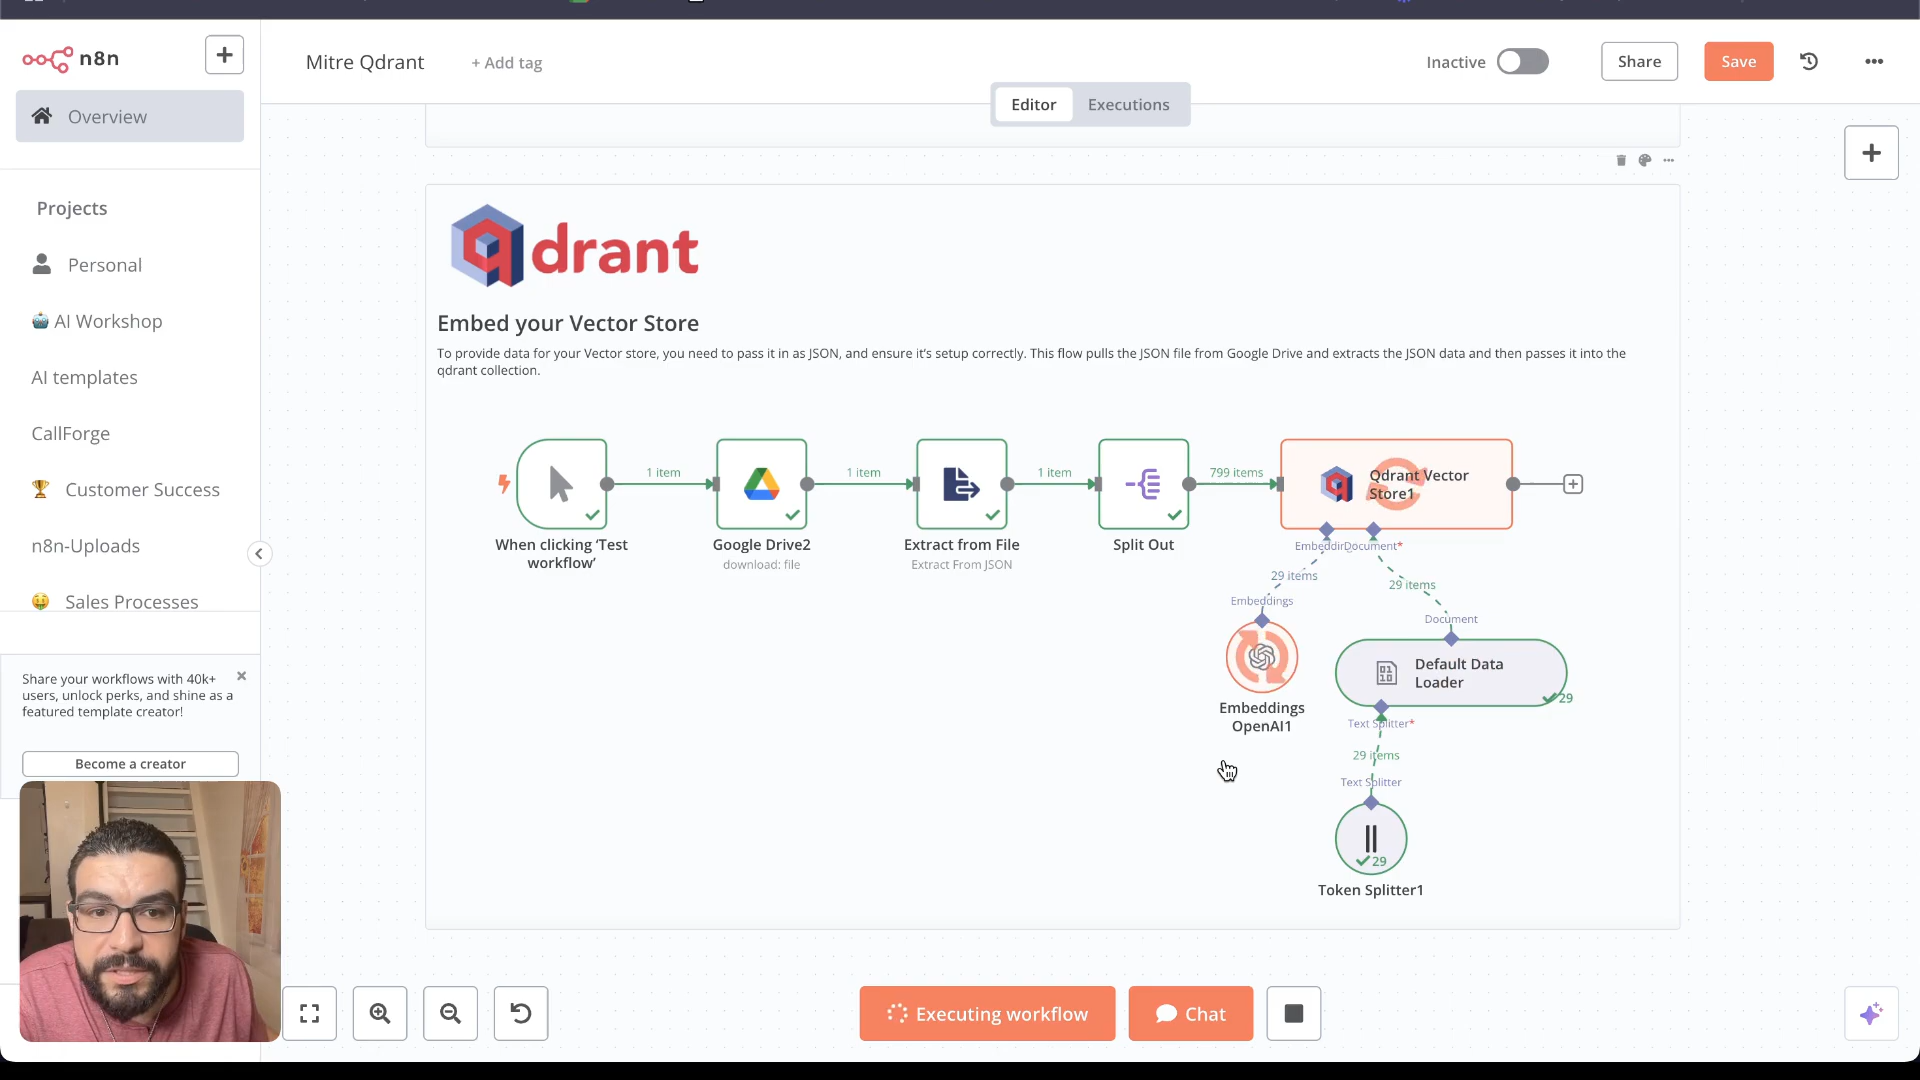 n8n
Mitre Qdrant
+ Add tag
Inactive
Share
Save
Editor
Executions
Overview
Projects
Personal
AI Workshop
AI templates
CallForge
Customer Success
n8n-Uploads
Sales Processes
Share your workflows with 40k+
users, unlock perks, and shine as a
featured template creator!
Become a creator
qdrant
Embed your Vector Store
To provide data for your Vector store, you need to pass it in as JSON, and ensure it's setup correctly. This flow pulls the JSON file from Google Drive and extracts the JSON data and then passes it into the
qdrant collection.
1 item
1 item
1 item
799 items
Qdrant Vector
Store1
When clicking ‘Test
workflow’
Google Drive2
download: file
Extract from File
Extract From JSON
Split Out
Document*
29 items
29 items
Embeddings
Document
Embeddings
OpenAI1
01
10
Default Data
Loader
29
Text Splitter*
29 items
Text Splitter
29
Token Splitter1
Executing workflow
Chat